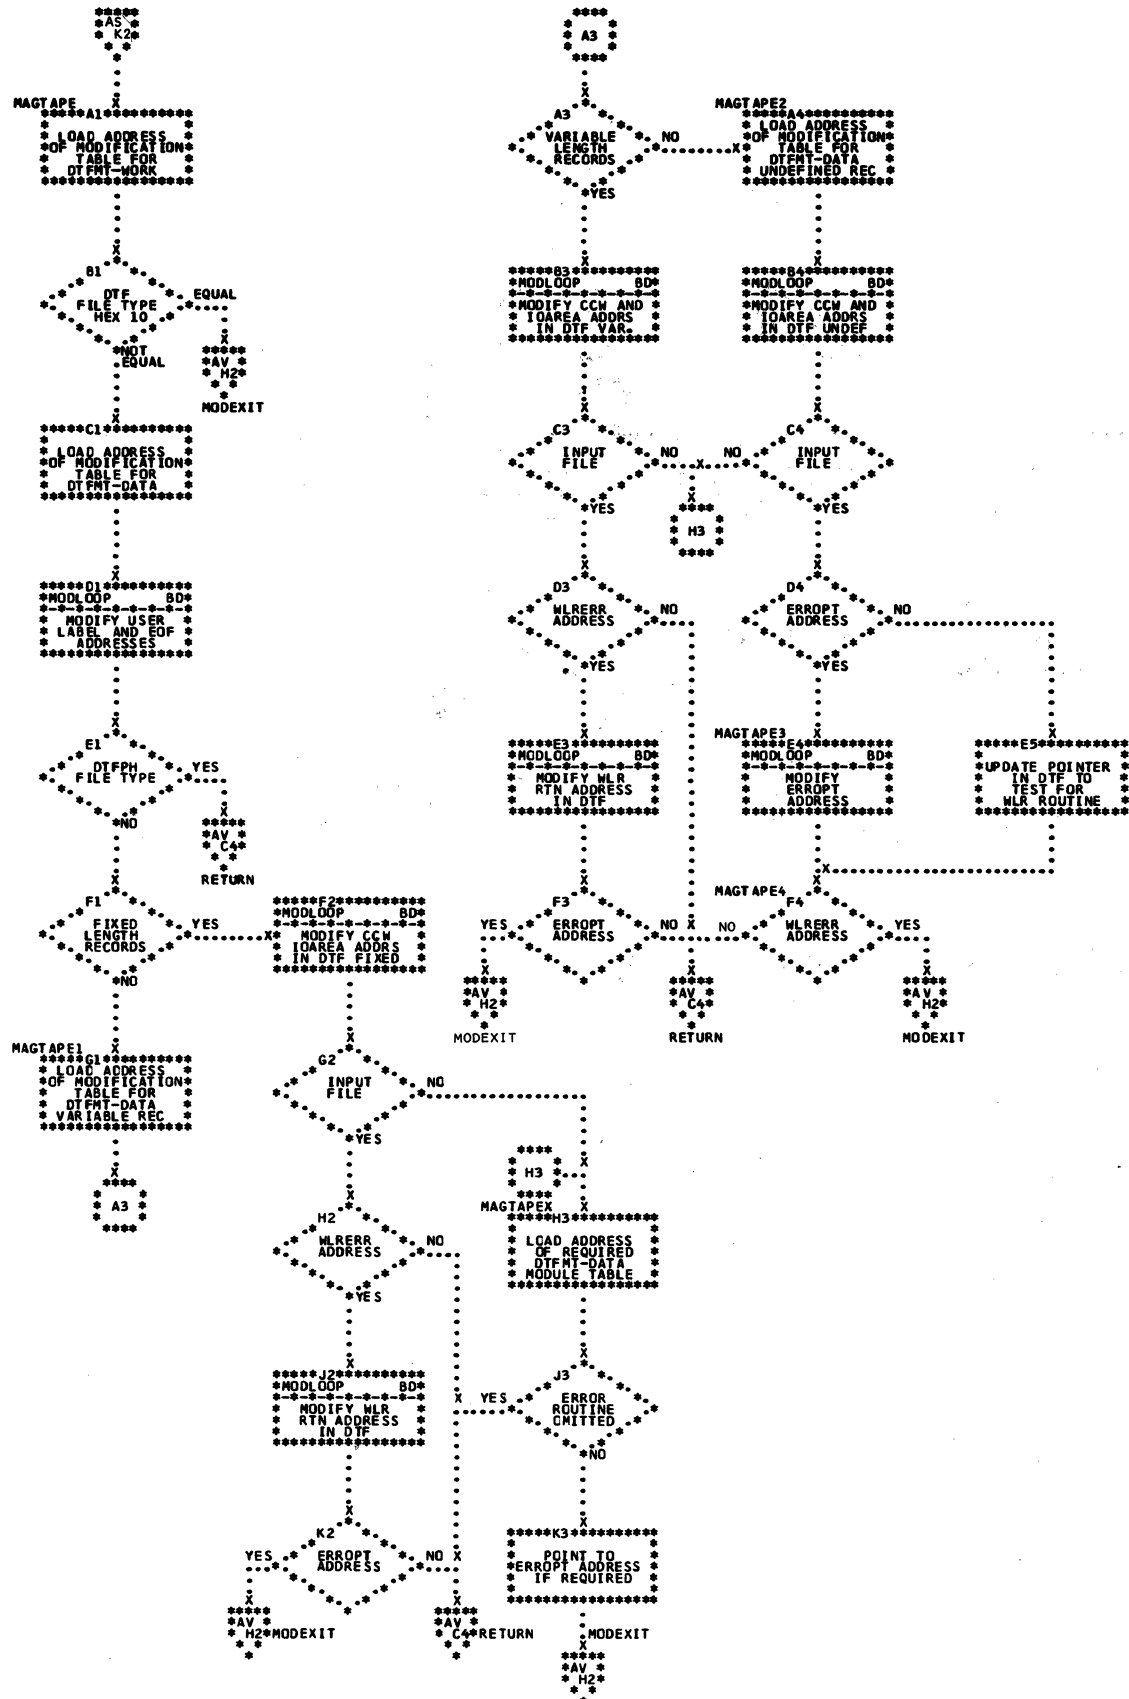 AS
K2
MAGTAPE
A1
LOAD ADDRESS
OF MODIFICATION
TABLE FOR
DTFMT-WORK
B1
DTF
FILE TYPE
HEX 10
EQUAL
NOT
EQUAL
AV
H2
MODEXIT
C1
LOAD ADDRESS
OF MODIFICATION
TABLE FOR
DTFMT-DATA
D1
MODLOOP BD
MODIFY USER
LABEL AND EOF
ADDRESSES
E1
DTFPH
FILE TYPE
YES
NO
AV
C4
RETURN
F1
FIXED
LENGTH
RECORDS
YES
NO
MAGTAPE1
G1
LOAD ADDRESS
OF MODIFICATION
TABLE FOR
DTFMT-DATA
VARIABLE REC
A3
F2
MODLOOP BD
MODIFY CCW
IOAREA ADDRS
IN DTF FIXED
G2
INPUT
FILE
NO
YES
H2
WLRERR
ADDRESS
NO
YES
J2
MODLOOP BD
MODIFY WLR
RTN ADDRESS
IN DTF
K2
ERROPT
ADDRESS
YES
NO
AV
H2
MODEXIT
AV
C4
RETURN
A3
A3
VARIABLE
LENGTH
RECORDS
NO
YES
B3
MODLOOP BD
MODIFY CCW AND
IOAREA ADDRS
IN DTF VAR.
C3
INPUT
FILE
NO
YES
H3
D3
WLRERR
ADDRESS
NO
YES
E3
MODLOOP BD
MODIFY WLR
RTN ADDRESS
IN DTF
F3
ERROPT
ADDRESS
YES
NO
AV
H2
MODEXIT
AV
C4
RETURN
H3
MAGTAPEX
H3
LOAD ADDRESS
OF REQUIRED
DTFMT-DATA
MODULE TABLE
J3
ERROR
ROUTINE
OMITTED
YES
NO
K3
POINT TO
ERROPT ADDRESS
IF REQUIRED
MODEXIT
AV
H2
MAGTAPE2
A4
LOAD ADDRESS
OF MODIFICATION
TABLE FOR
DTFMT-DATA
UNDEFINED REC
B4
MODLOOP BD
MODIFY CCW AND
IOAREA ADDRS
IN DTF UNDEF
C4
INPUT
FILE
NO
YES
D4
ERROPT
ADDRESS
NO
YES
MAGTAPE3
E4
MODLOOP BD
MODIFY
ERROPT
ADDRESS
E5
UPDATE POINTER
IN DTF TO
TEST FOR
WLR ROUTINE
MAGTAPE4
F4
WLRERR
ADDRESS
NO
YES
AV
H2
MODEXIT